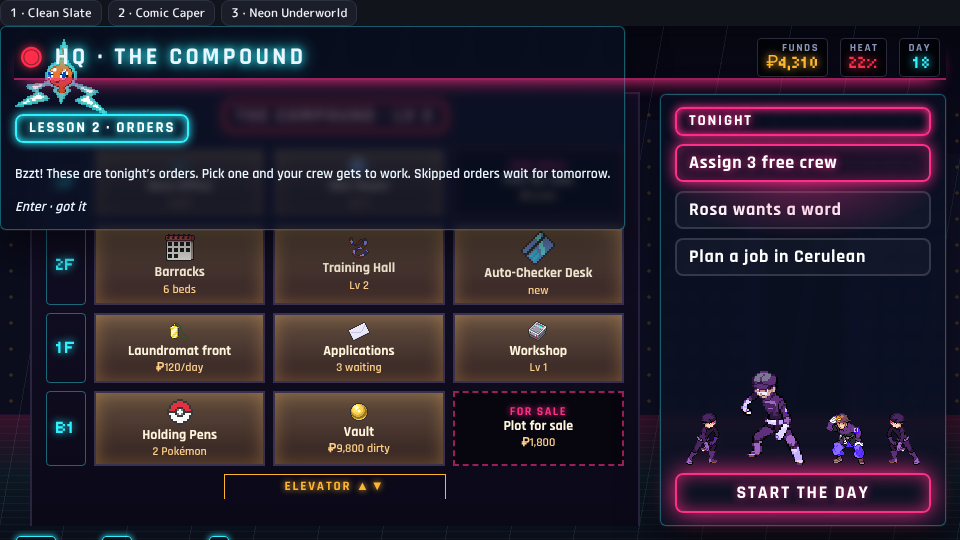 1 · Clean Slate
2 · Comic Caper
3 · Neon Underworld
HQ · THE COMPOUND
FUNDS
₽4,310
HEAT
22%
DAY
18
LESSON 2 · ORDERS
THE COMPOUND · LV 2
Bzzt! These are tonight's orders. Pick one and your crew gets to work. Skipped orders wait for tomorrow.
Enter · got it
2F
Barracks
6 beds
Training Hall
Lv 2
Auto-Checker Desk
new
1F
Laundromat front
₽120/day
Applications
3 waiting
Workshop
Lv 1
B1
Holding Pens
2 Pokémon
Vault
₽9,800 dirty
FOR SALE
Plot for sale
₽1,800
ELEVATOR ▲▼
TONIGHT
Assign 3 free crew
Rosa wants a word
Plan a job in Cerulean
START THE DAY